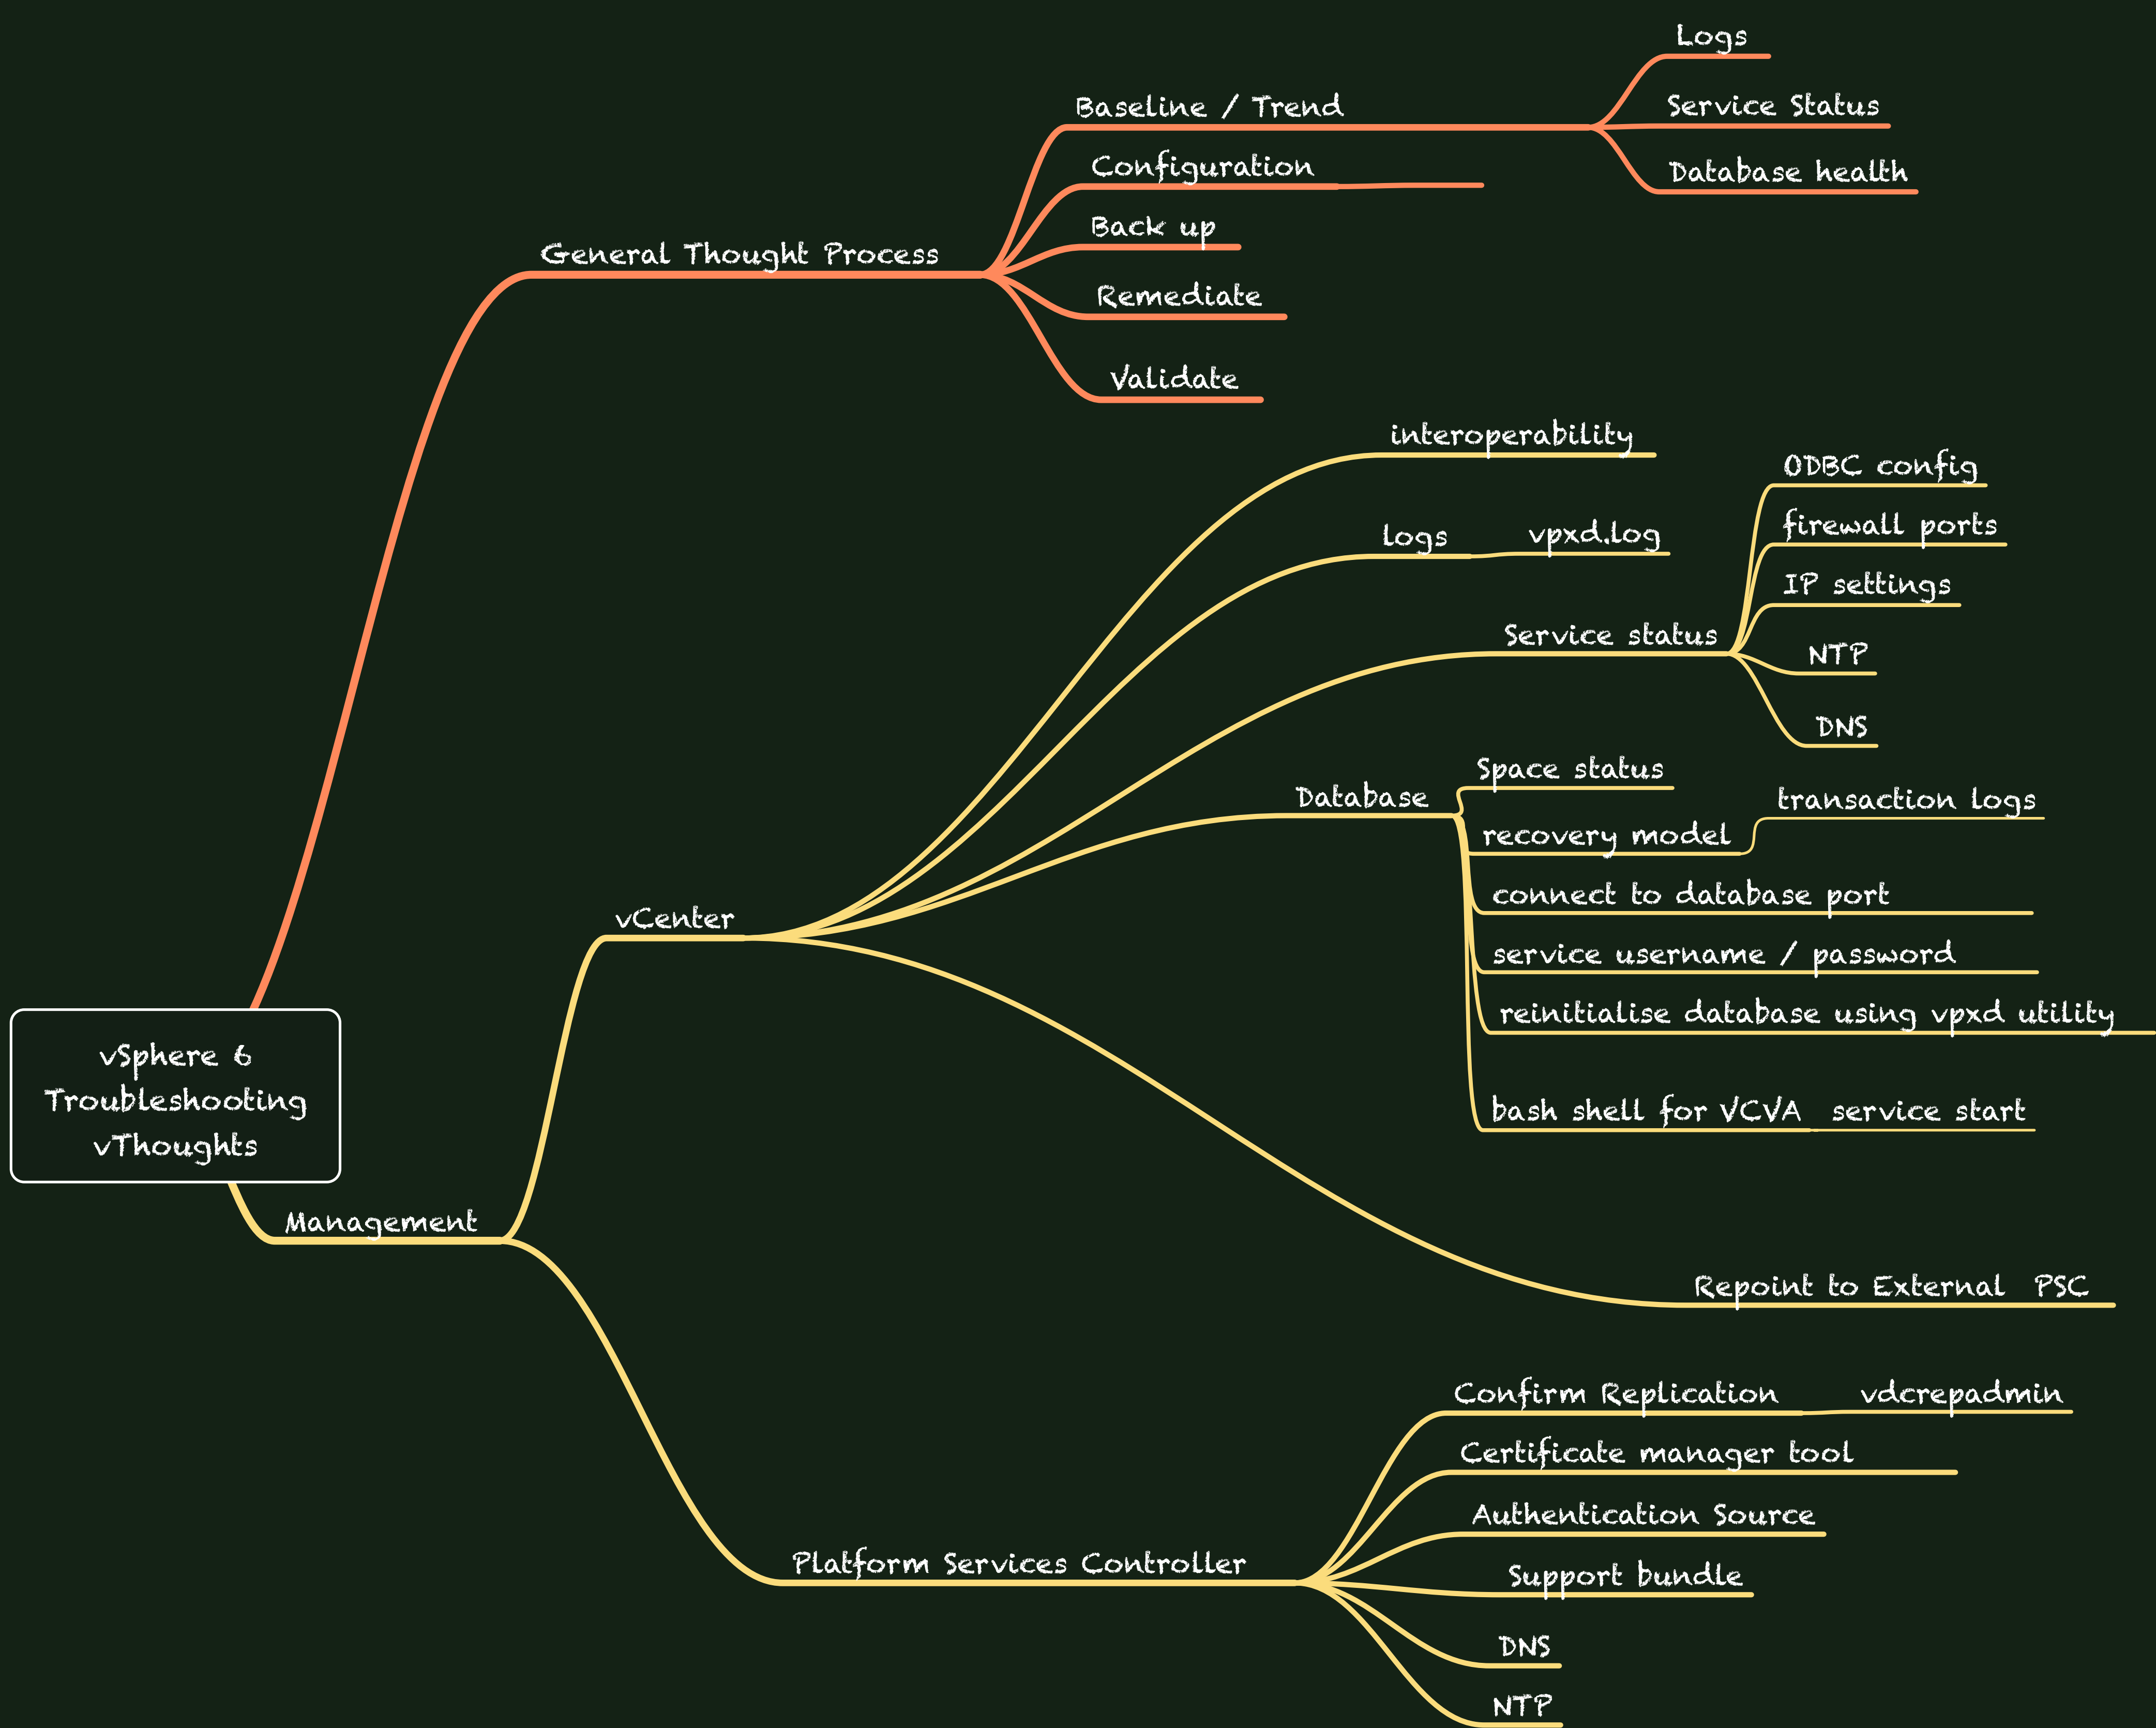 Logs
Baseline / Trend
Service Status
Configuration
Database health
Back up
General Thought Process
Remediate
Validate
interoperability
ODBC config
firewall ports
logs
vpxd.log
IP settings
Service status
NTP
DNS
Space status
Database
transaction logs
recovery model
connect to database port
vCenter
service username / password
reinitialise database using vpxd utility
vSphere 6
Troubleshooting
vThoughts
bash shell for VCVA
service start
Management
Repoint to External PSC
Confirm Replication
vdcrepadmin
Certificate manager tool
Authentication Source
Platform Services Controller
Support bundle
DNS
NTP